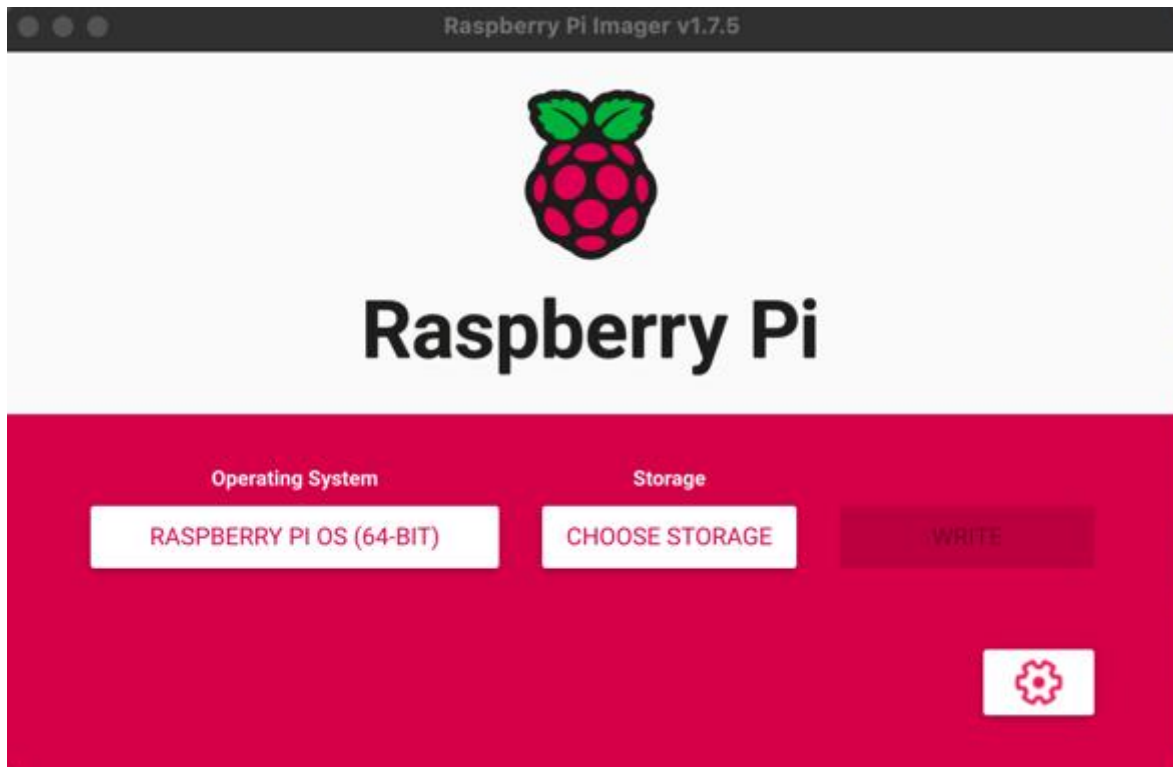 Raspberry Pi Imager v1.7.5
Raspberry Pi
Operating System
Storage
RASPBERRY PI OS (64-BIT)
CHOOSE STORAGE
WRITE